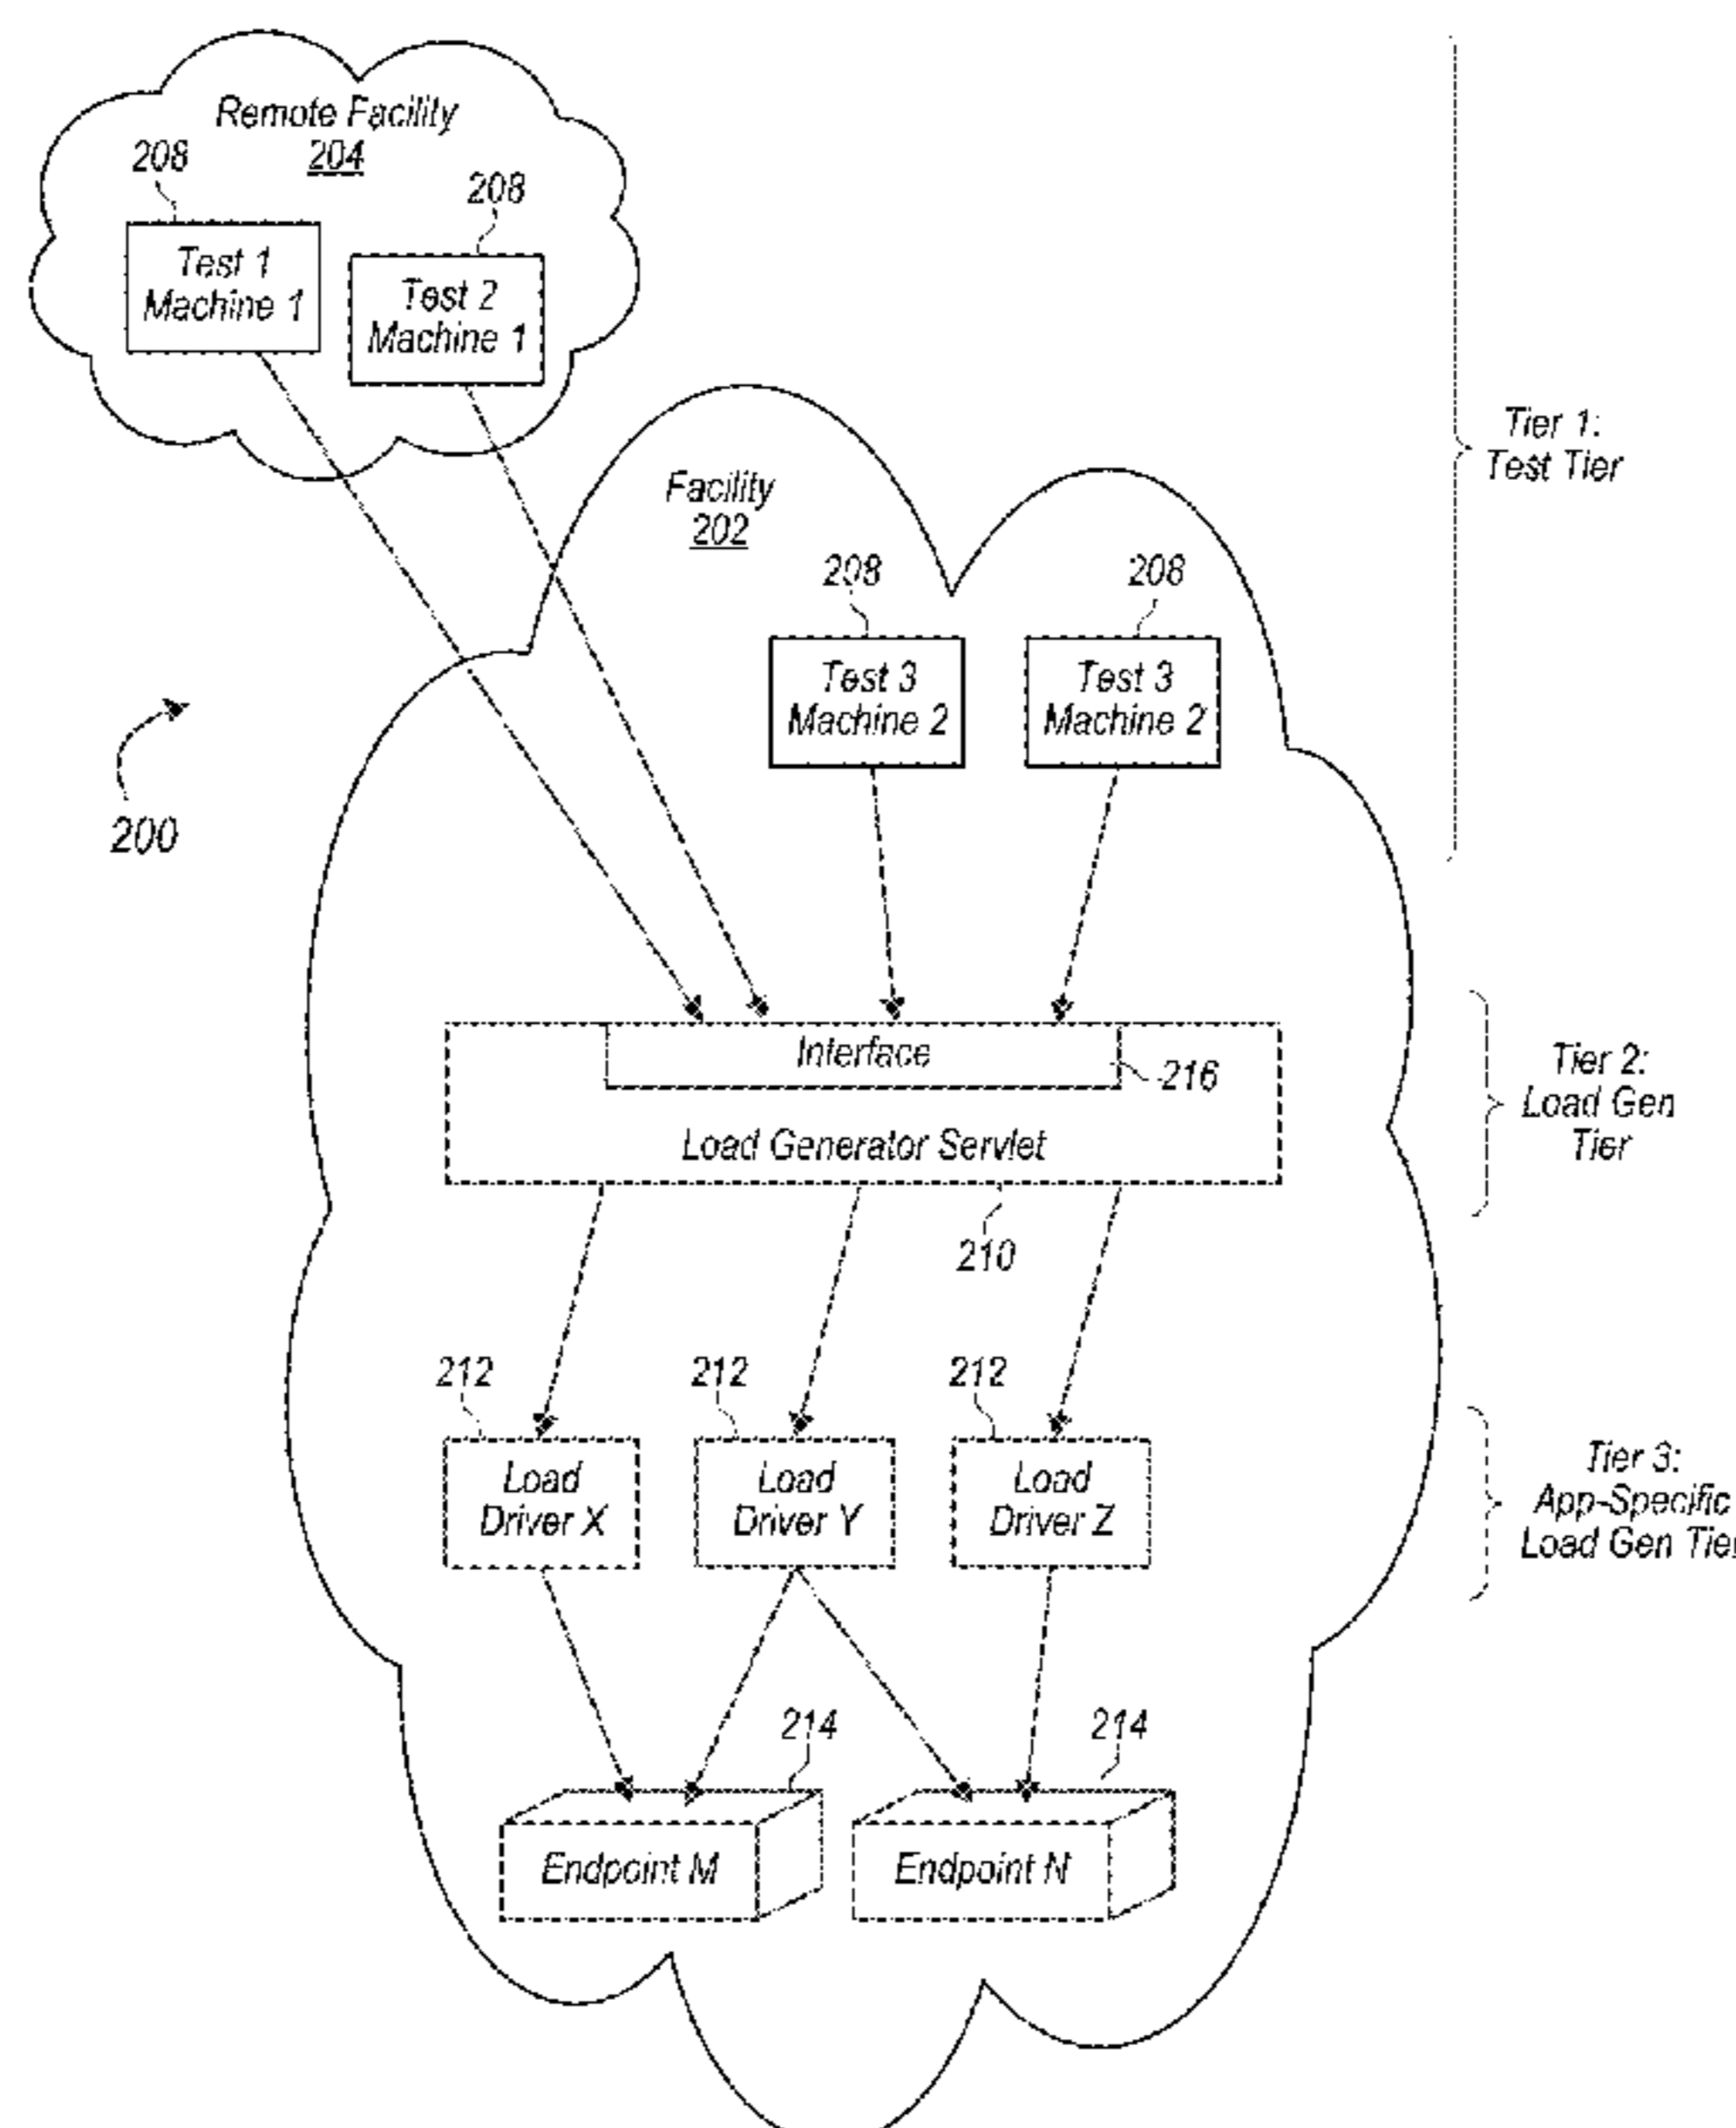 Remote Facility
204
208
208
Test 1
Machine 1
Test 2
Machine 1
Tier 1:
Test Tier
Facility
202
208
208
Test 3
Machine 2
Test 3
Machine 2
200
Interface
216
Load Generator Servlet
210
Tier 2:
Load Gen
Tier
212
212
212
Load
Driver X
Load
Driver Y
Load
Driver Z
Tier 3:
App-Specific
Load Gen Tier
214
214
Endpoint M
Endpoint N